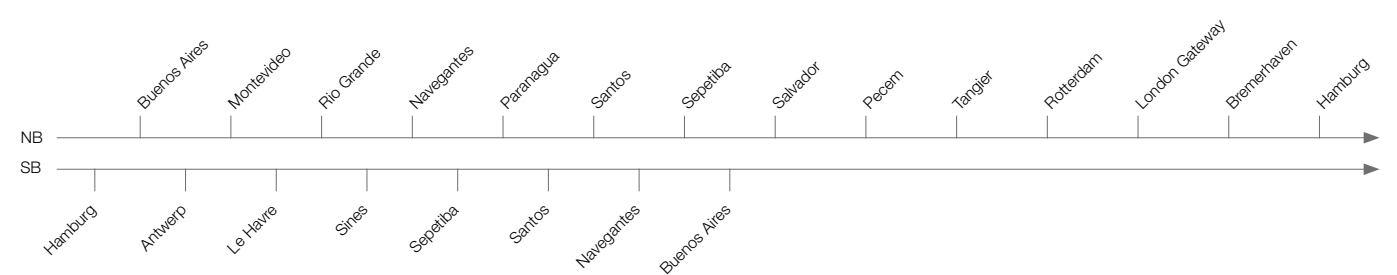 Buenos Aires
Montevideo
Rio Grande
Navegantes
Paranagua
Santos
Sepetiba
Salvador
Pecem
Tangier
Rotterdam
London Gateway
Bremerhaven
Hamburg
NB
SB
Hamburg
Antwerp
Le Havre
Sines
Sepetiba
Santos
Navegantes
Buenos Aires